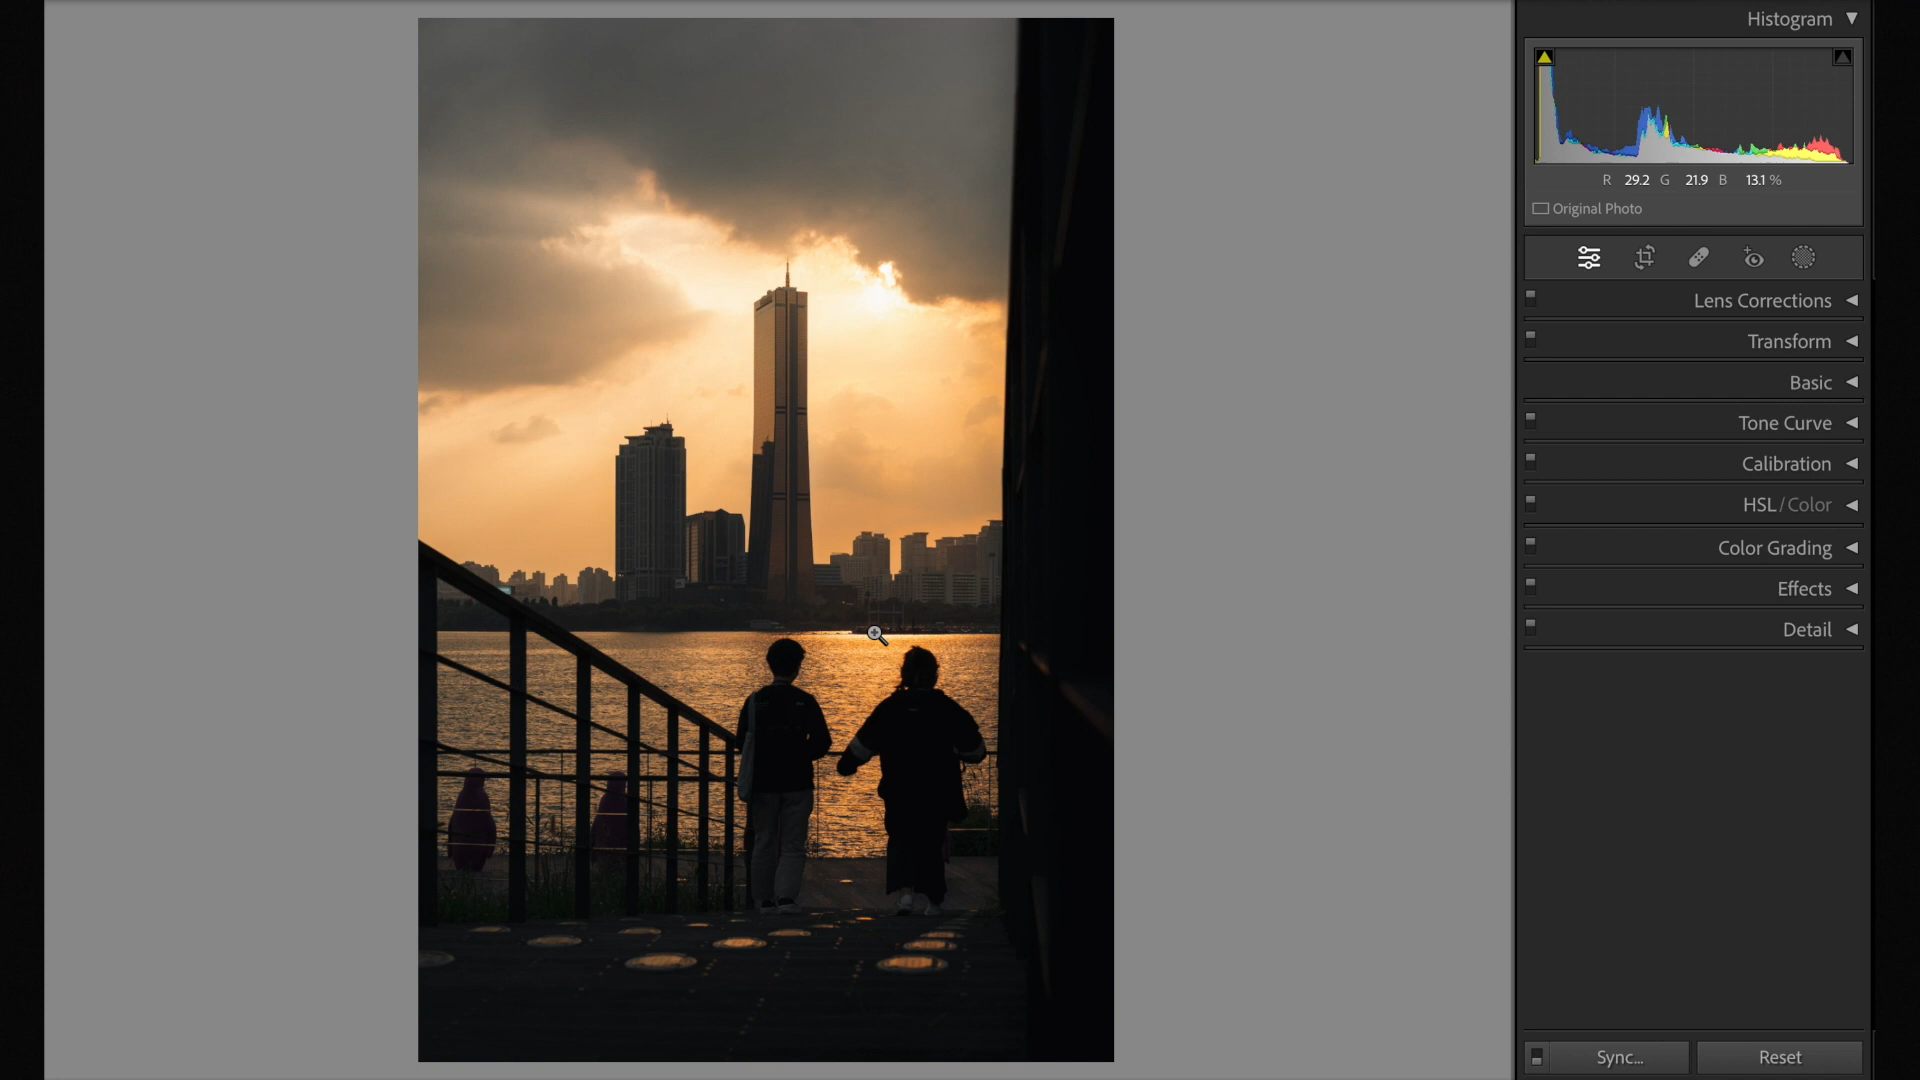 Histogram
R 29.2 G 21.9 B 13.1 %
Original Photo
Lens Corrections
Transform
Basic
Tone Curve
Calibration
HSL / Color
Color Grading
Effects
Detail
Sync...
Reset